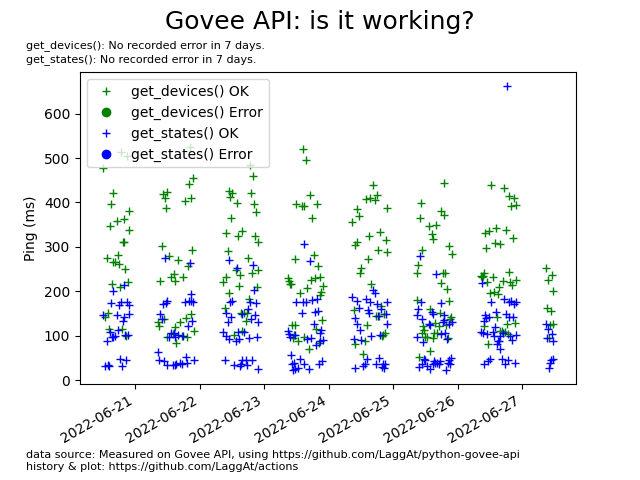 Govee API: is it working?
get_devices(): No recorded error in 7 days.
get_states(): No recorded error in 7 days.
get_devices() OK
get_devices() Error
get_states() OK
get_states() Error
Ping (ms)
600
500
400
300
200
100
0
2022-06-21
2022-06-22
2022-06-23
2022-06-24
2022-06-25
2022-06-26
2022-06-27
data source: Measured on Govee API, using https://github.com/LaggAt/python-govee-api
history & plot: https://github.com/LaggAt/actions